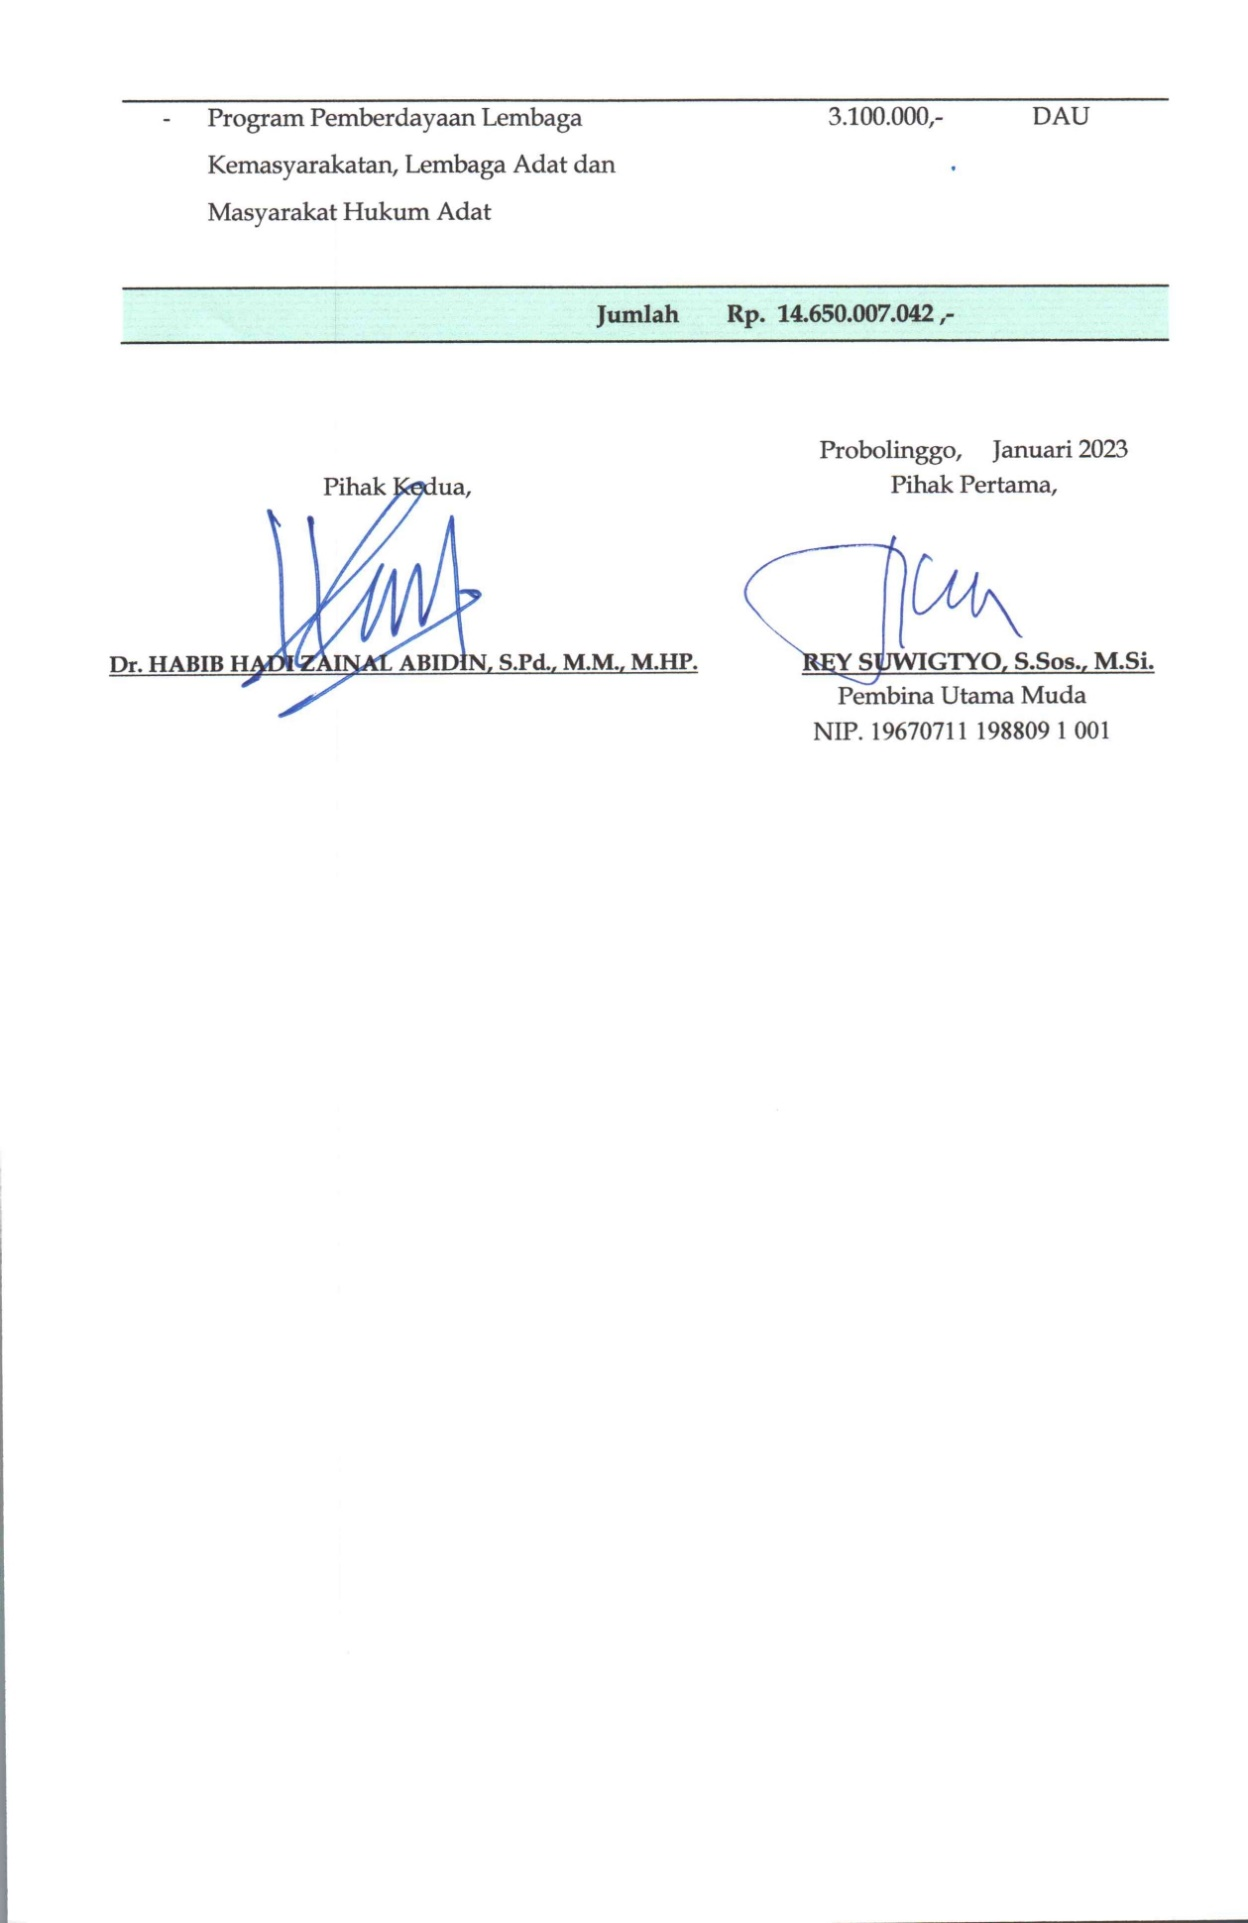 - Program Pemberdayaan Lembaga 3.100.000,- DAU
Kemasyarakatan, Lembaga Adat dan
Masyarakat Hukum Adat
Jumlah Rp. 14.650.007.042 ,-
Probolinggo, Januari 2023
Pihak Kedua, Pihak Pertama,
Dr. HABIB HADI ZAINAL ABIDIN, S.Pd., M.M., M.HP. REY SUWIGTYO, S.Sos., M.Si.
Pembina Utama Muda
NIP. 19670711 198809 1 001